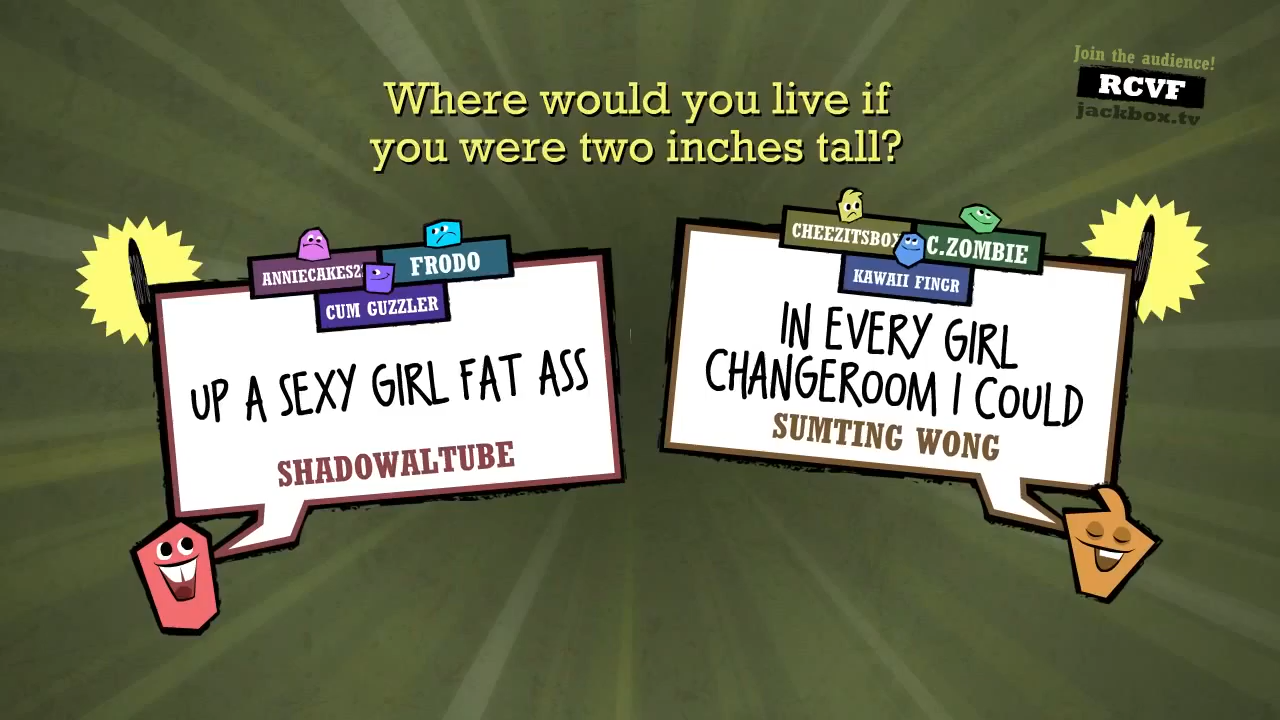 Join the audience!
RCVF
jackbox.tv
Where would you live if
you were two inches tall?
ANNIECAKES2
FRODO
CUM GUZZLER
UP A SEXY GIRL FAT ASS
SHADOWALTUBE
CHEEZITSBOX
C.ZOMBIE
KAWAII FINGR
IN EVERY GIRL
CHANGEROOM I COULD
SUMTING WONG